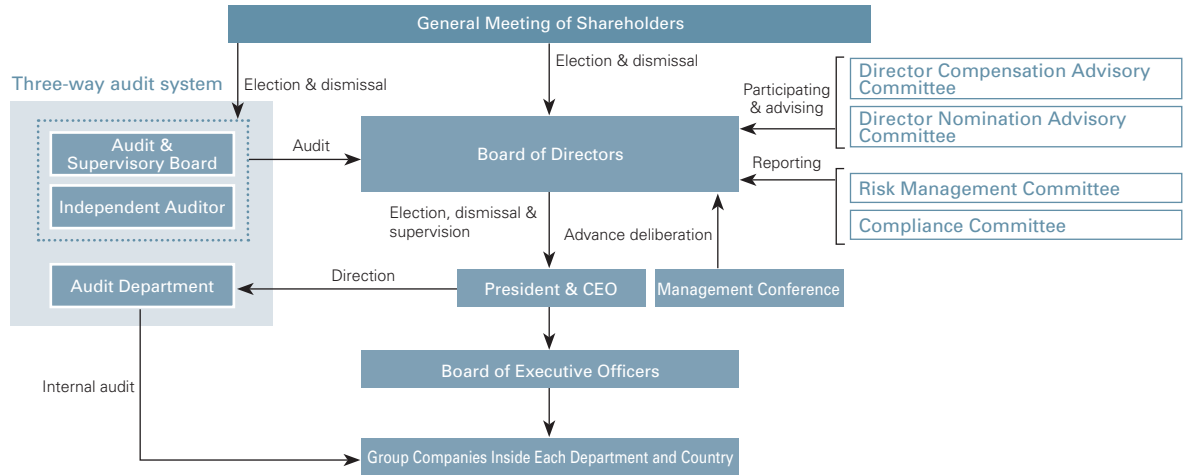 General Meeting of Shareholders
Three-way audit system
Election & dismissal
Election & dismissal
Audit &
Supervisory Board
Independent Auditor
Audit
Board of Directors
Participating
& advising
Director Compensation Advisory
Committee
Director Nomination Advisory
Committee
Reporting
Risk Management Committee
Compliance Committee
Election, dismissal &
supervision
Advance deliberation
Audit Department
Direction
President & CEO
Management Conference
Board of Executive Officers
Internal audit
Group Companies Inside Each Department and Country